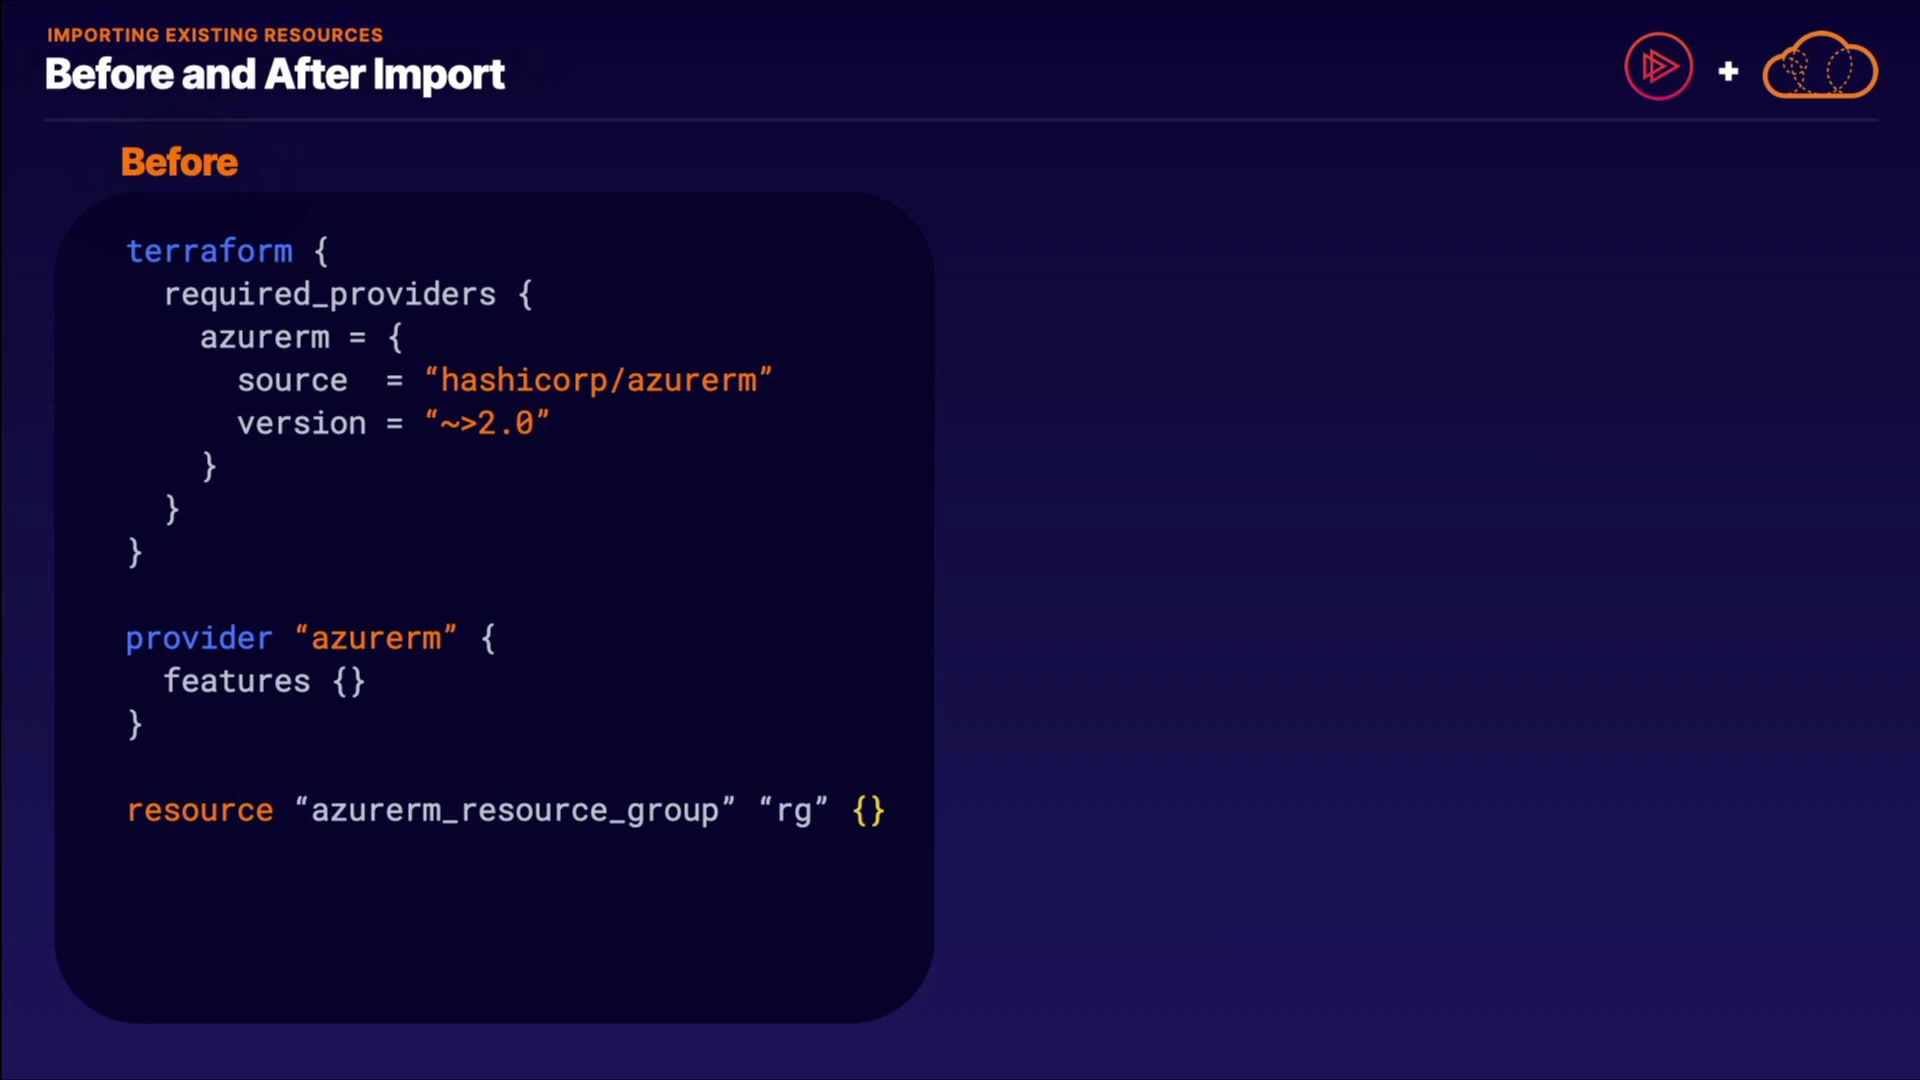 IMPORTING EXISTING RESOURCES
Before and After Import
+
Before
terraform {
  required_providers {
    azurerm = {
      source  = “hashicorp/azurerm”
      version = “~>2.0”
    }
  }
}
provider “azurerm” {
  features {}
}
resource “azurerm_resource_group” “rg” {}